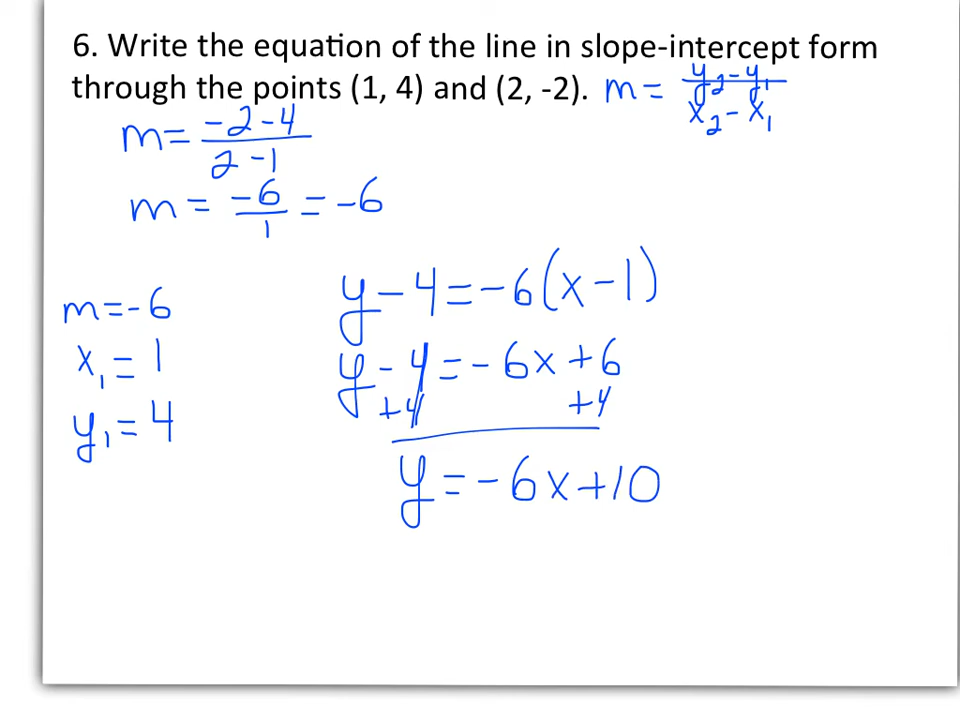 6. Write the equation of the line in slope-intercept form
through the points (1, 4) and (2, -2). m = y₂-y₁/x₂-x₁
m = -2-4/2-1
m = -6/1 = -6
m = -6
x₁ = 1
y₁ = 4
y - 4 = -6(x - 1)
y - 4 = -6x + 6
+4 +4
y = -6x + 10